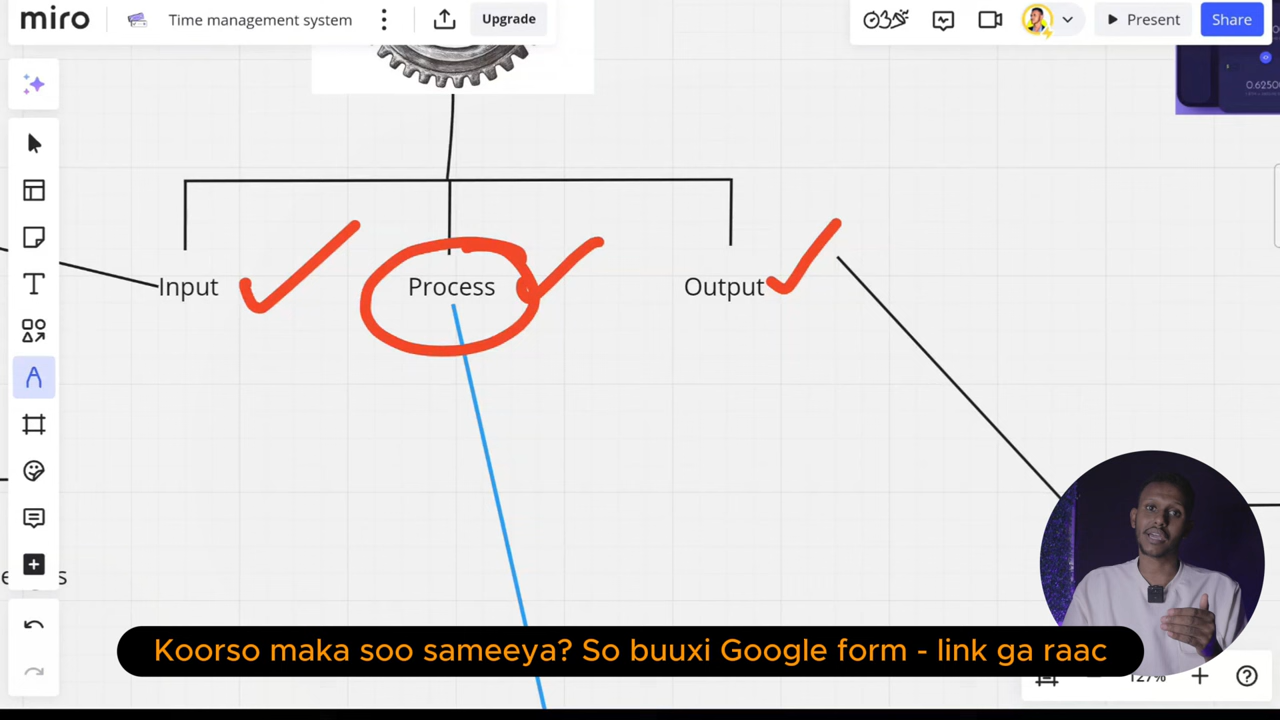 miro
Time management system
Upgrade
Present
Share
Input
Process
Output
Koorso maka soo sameeya? So buuxi Google form - link ga raac
127%